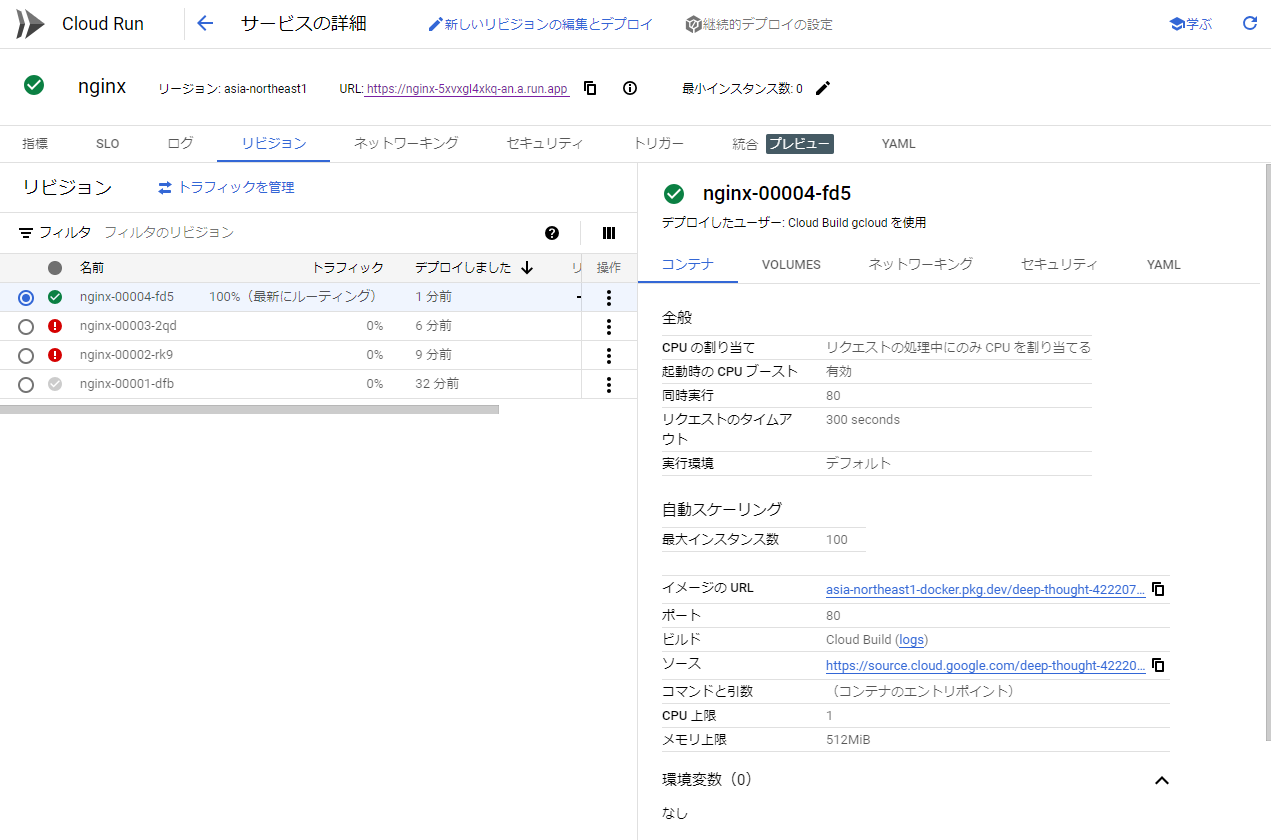 Cloud Run
サービスの詳細
新しいリビジョンの編集とデプロイ
継続的デプロイの設定
学ぶ
nginx
リージョン: asia-northeast1
URL: https://nginx-5xvxgl4xkq-an.a.run.app
最小インスタンス数: 0
指標 SLO ログ リビジョン ネットワーキング セキュリティ トリガー 統合 プレビュー YAML
リビジョン
トラフィックを管理
フィルタ フィルタのリビジョン
名前 トラフィック デプロイしました リ 操作
nginx-00004-fd5 100%（最新にルーティング） 1 分前 -
nginx-00003-2qd 0% 6 分前
nginx-00002-rk9 0% 9 分前
nginx-00001-dfb 0% 32 分前
nginx-00004-fd5
デプロイしたユーザー: Cloud Build gcloud を使用
コンテナ VOLUMES ネットワーキング セキュリティ YAML
全般
CPU の割り当て リクエストの処理中にのみ CPU を割り当てる
起動時の CPU ブースト 有効
同時実行 80
リクエストのタイムア 300 seconds
ウト
実行環境 デフォルト
自動スケーリング
最大インスタンス数 100
イメージの URL asia-northeast1-docker.pkg.dev/deep-thought-422207...
ポート 80
ビルド Cloud Build (logs)
ソース https://source.cloud.google.com/deep-thought-42220...
コマンドと引数 （コンテナのエントリポイント）
CPU 上限 1
メモリ上限 512MiB
環境変数（0）
なし